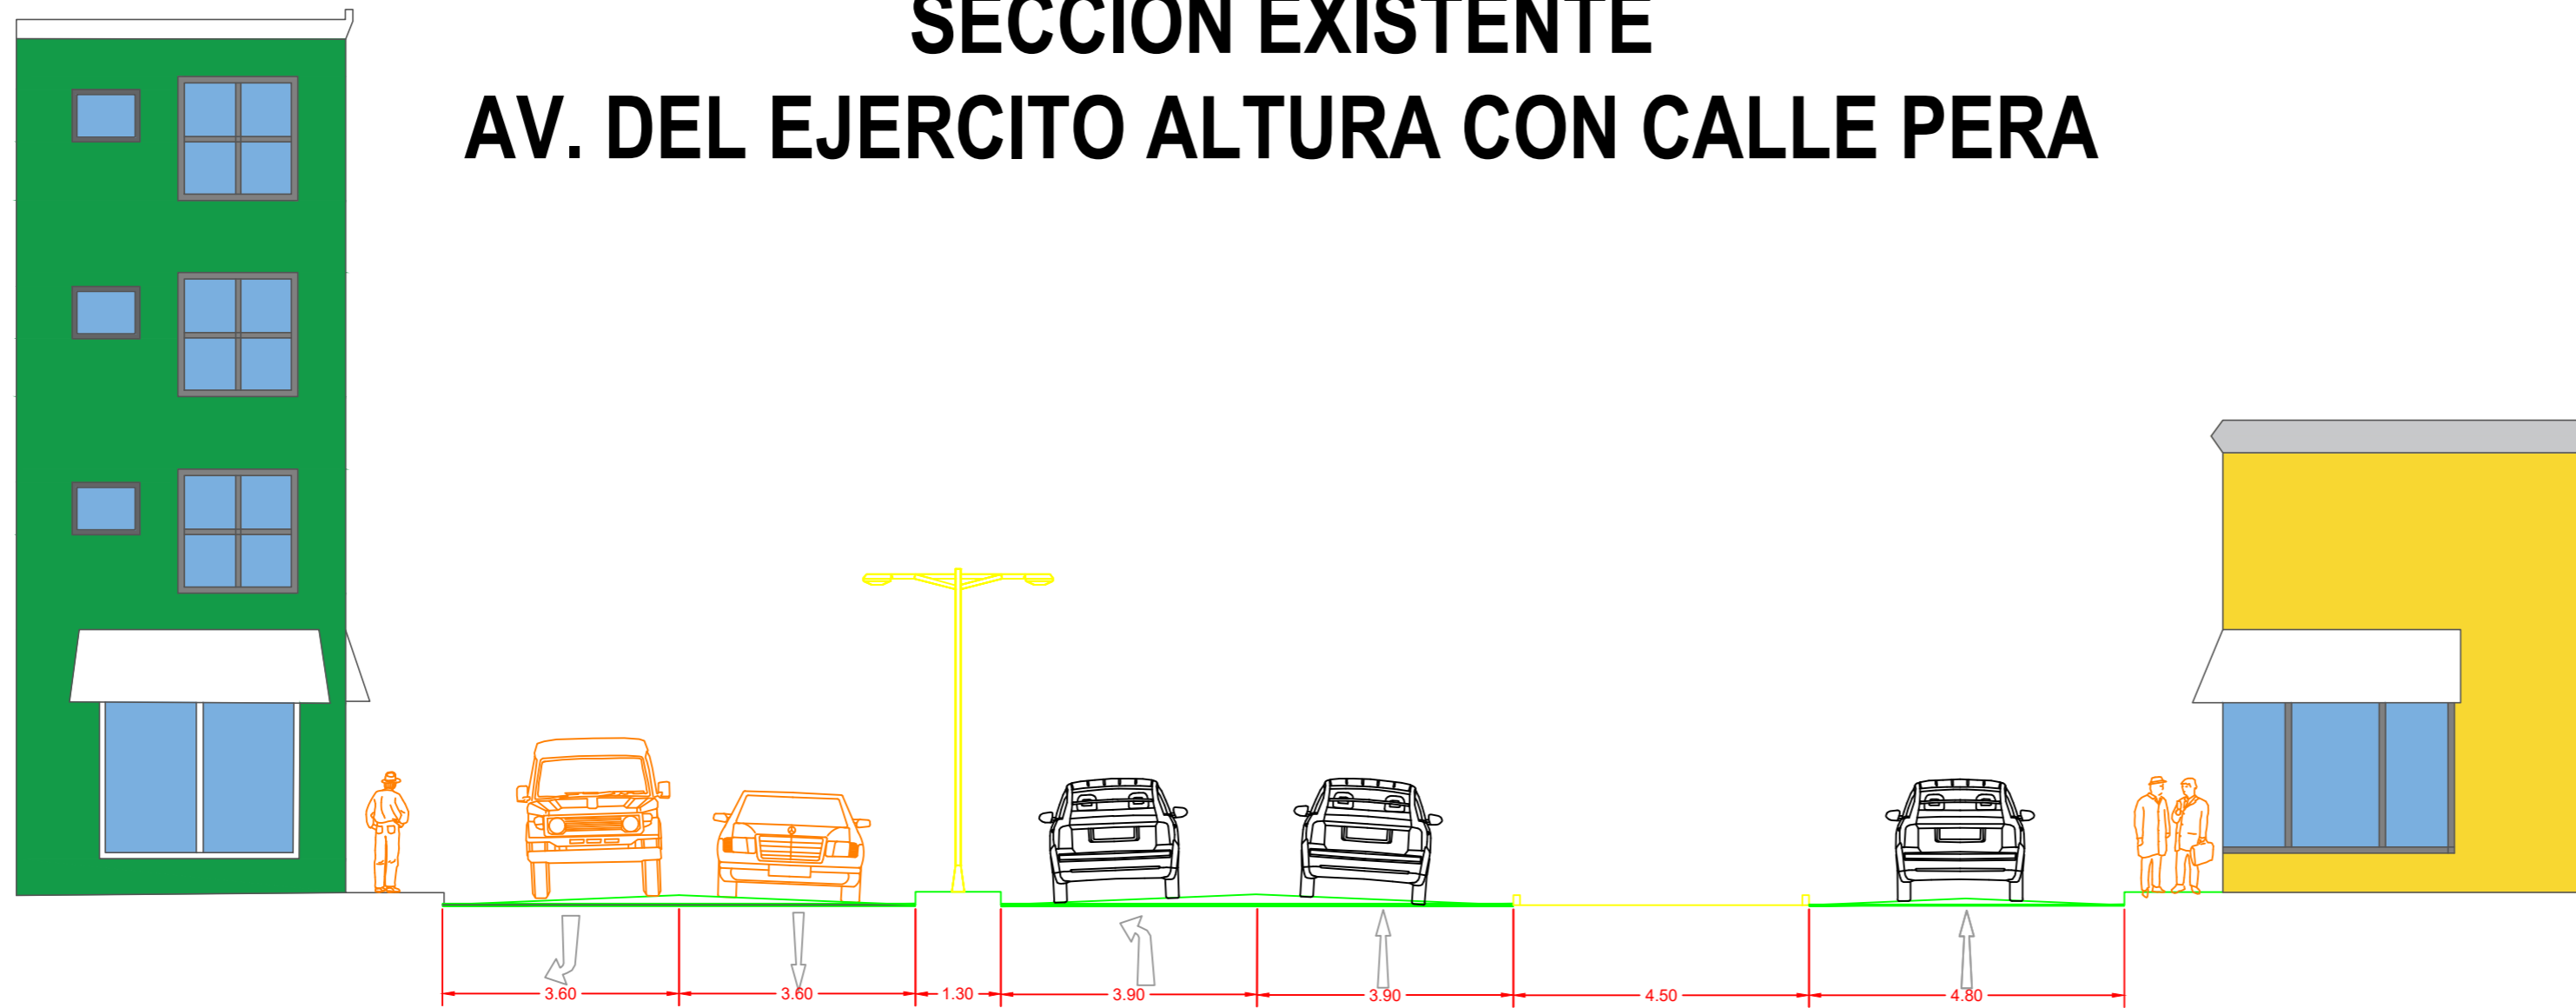 SECCION EXISTENTE
AV. DEL EJERCITO ALTURA CON CALLE PERA
3.60 3.60 1.30 3.90 3.90 4.50 4.80